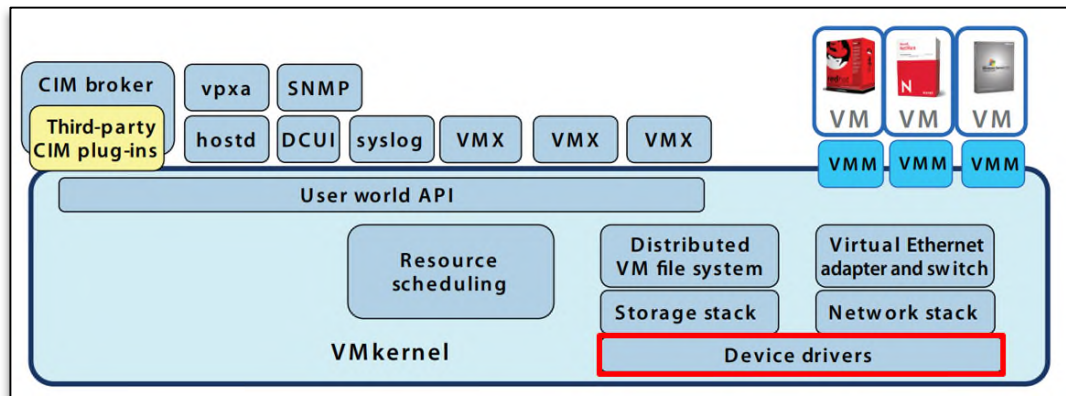 CIM broker
Third-party
CIM plug-ins
vpxa
SNMP
hostd
DCUI
syslog
VMX
VMX
VMX
N
VM
VM
VM
VMM
VMM
VMM
User world API
Resource
scheduling
Distributed
VM file system
Virtual Ethernet
adapter and switch
Storage stack
Network stack
VMkernel
Device drivers